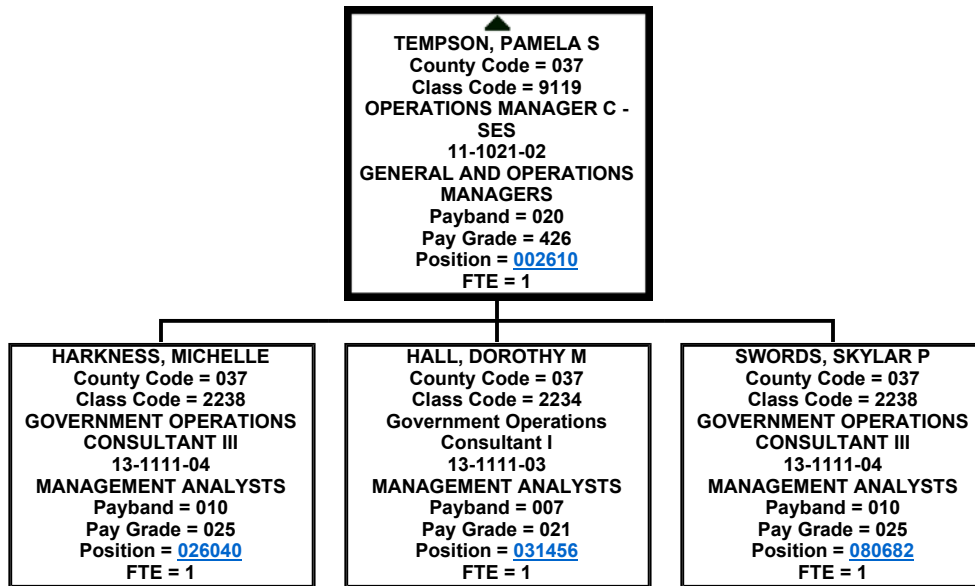 TEMPSON, PAMELA S
County Code = 037
Class Code = 9119
OPERATIONS MANAGER C -
SES
11-1021-02
GENERAL AND OPERATIONS
MANAGERS
Payband = 020
Pay Grade = 426
Position = 002610
FTE = 1
HARKNESS, MICHELLE
County Code = 037
Class Code = 2238
GOVERNMENT OPERATIONS
CONSULTANT III
13-1111-04
MANAGEMENT ANALYSTS
Payband = 010
Pay Grade = 025
Position = 026040
FTE = 1
HALL, DOROTHY M
County Code = 037
Class Code = 2234
Government Operations
Consultant I
13-1111-03
MANAGEMENT ANALYSTS
Payband = 007
Pay Grade = 021
Position = 031456
FTE = 1
SWORDS, SKYLAR P
County Code = 037
Class Code = 2238
GOVERNMENT OPERATIONS
CONSULTANT III
13-1111-04
MANAGEMENT ANALYSTS
Payband = 010
Pay Grade = 025
Position = 080682
FTE = 1